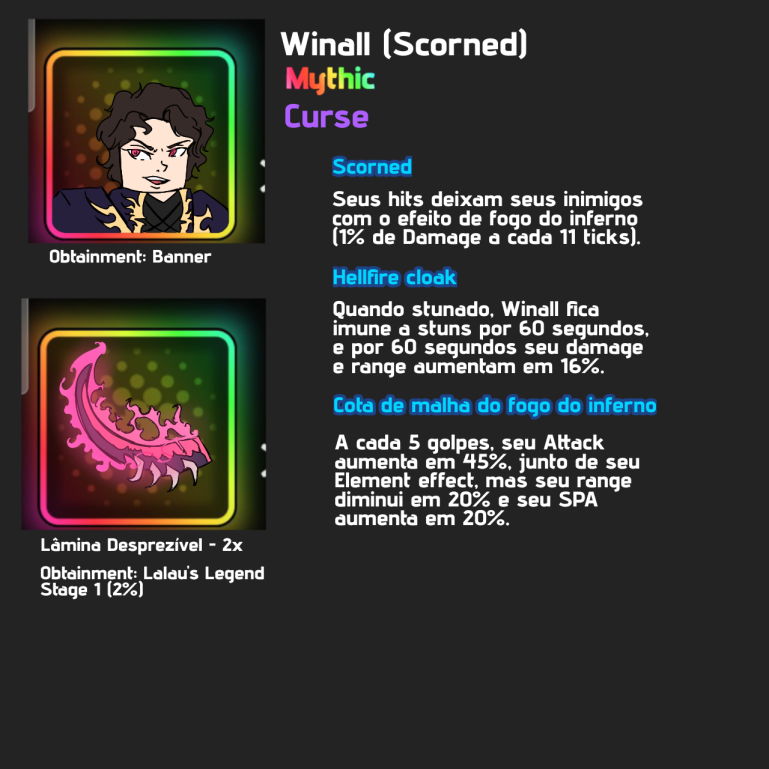 Winall (Scorned)
Mythic
Curse
Obtainment: Banner
Scorned
Seus hits deixam seus inimigos
com o efeito de fogo do inferno
(1% de Damage a cada 11 ticks).
Hellfire cloak
Quando stunado, Winall fica
imune a stuns por 60 segundos,
e por 60 segundos seu damage
e range aumentam em 16%.
Cota de malha do fogo do inferno
A cada 5 golpes, seu Attack
aumenta em 45%, junto de seu
Element effect, mas seu range
diminui em 20% e seu SPA
aumenta em 20%.
Lâmina Desprezível - 2x
Obtainment: Lalau's Legend
Stage 1 (2%)